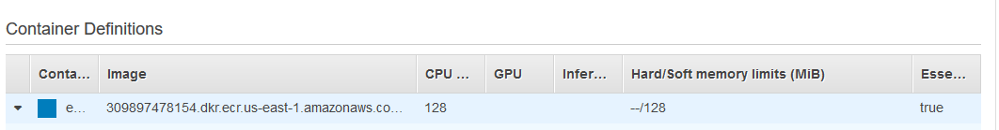 Container Definitions
Conta... Image CPU ... GPU Infer... Hard/Soft memory limits (MiB) Esse...
e... 309897478154.dkr.ecr.us-east-1.amazonaws.co... 128 --/128 true